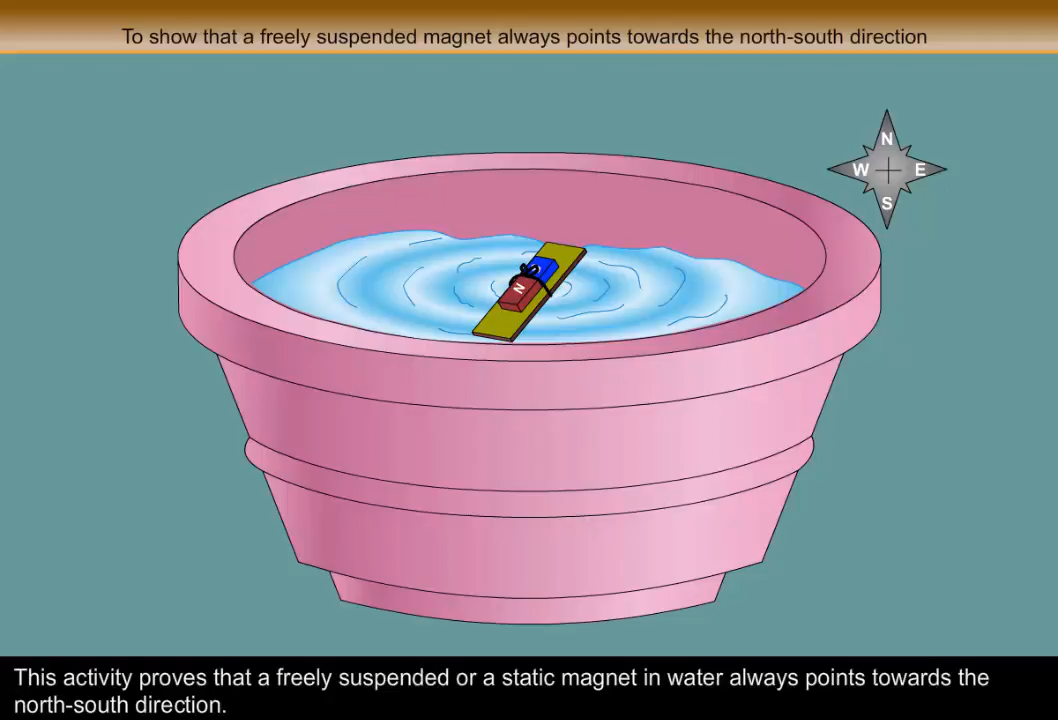 To show that a freely suspended magnet always points towards the north-south direction
N
W E
S
N
This activity proves that a freely suspended or a static magnet in water always points towards the
north-south direction.